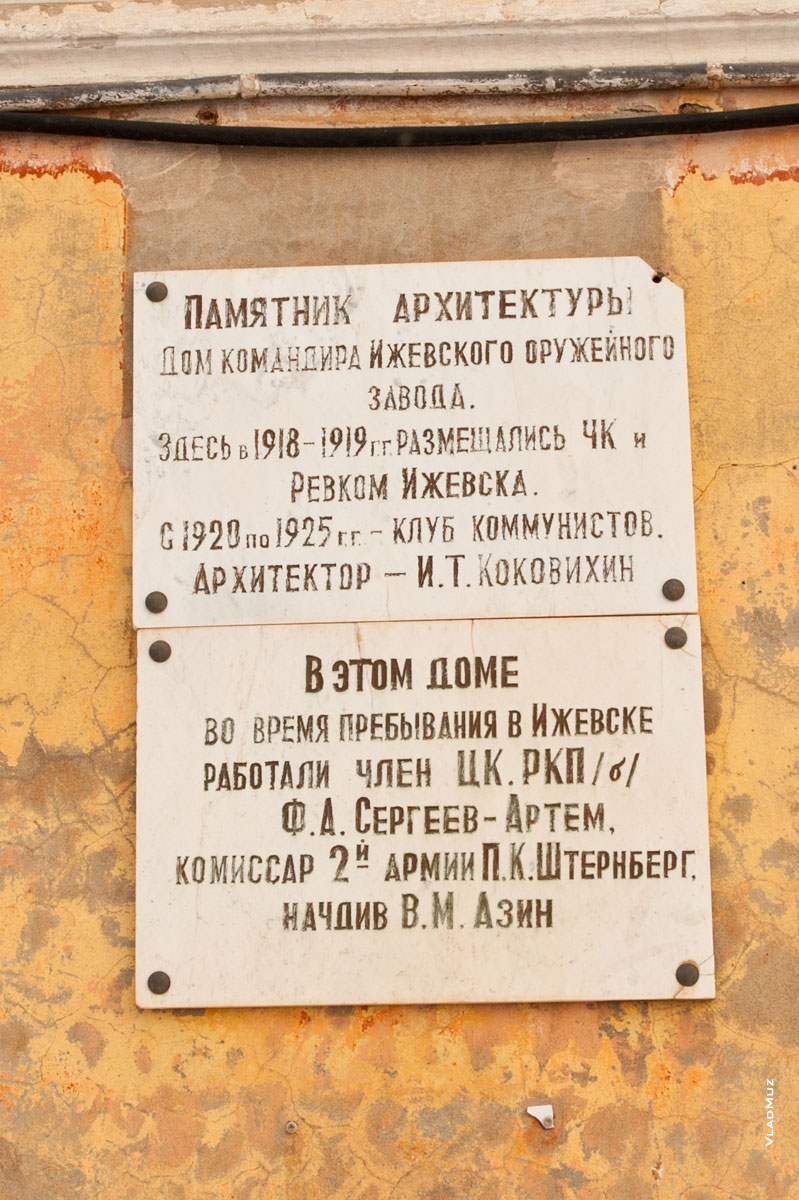 ПАМЯТНИК АРХИТЕКТУРЫ
ДОМ КОМАНДИРА ИЖЕВСКОГО ОРУЖЕЙНОГО
ЗАВОДА.
ЗДЕСЬ в 1918-1919 г.г. РАЗМЕЩАЛИСЬ ЧК и
РЕВКОМ ИЖЕВСКА.
С 1920 по 1925 г.г. - КЛУБ КОММУНИСТОВ.
АРХИТЕКТОР - И.Т. КОКОВИХИН
В ЭТОМ ДОМЕ
ВО ВРЕМЯ ПРЕБЫВАНИЯ В ИЖЕВСКЕ
РАБОТАЛИ ЧЛЕН ЦК. РКП /б/
Ф.А. СЕРГЕЕВ-АРТЕМ,
КОМИССАР 2й АРМИИ П.К. ШТЕРНБЕРГ,
НАЧДИВ В.М. АЗИН
VLADMUZ